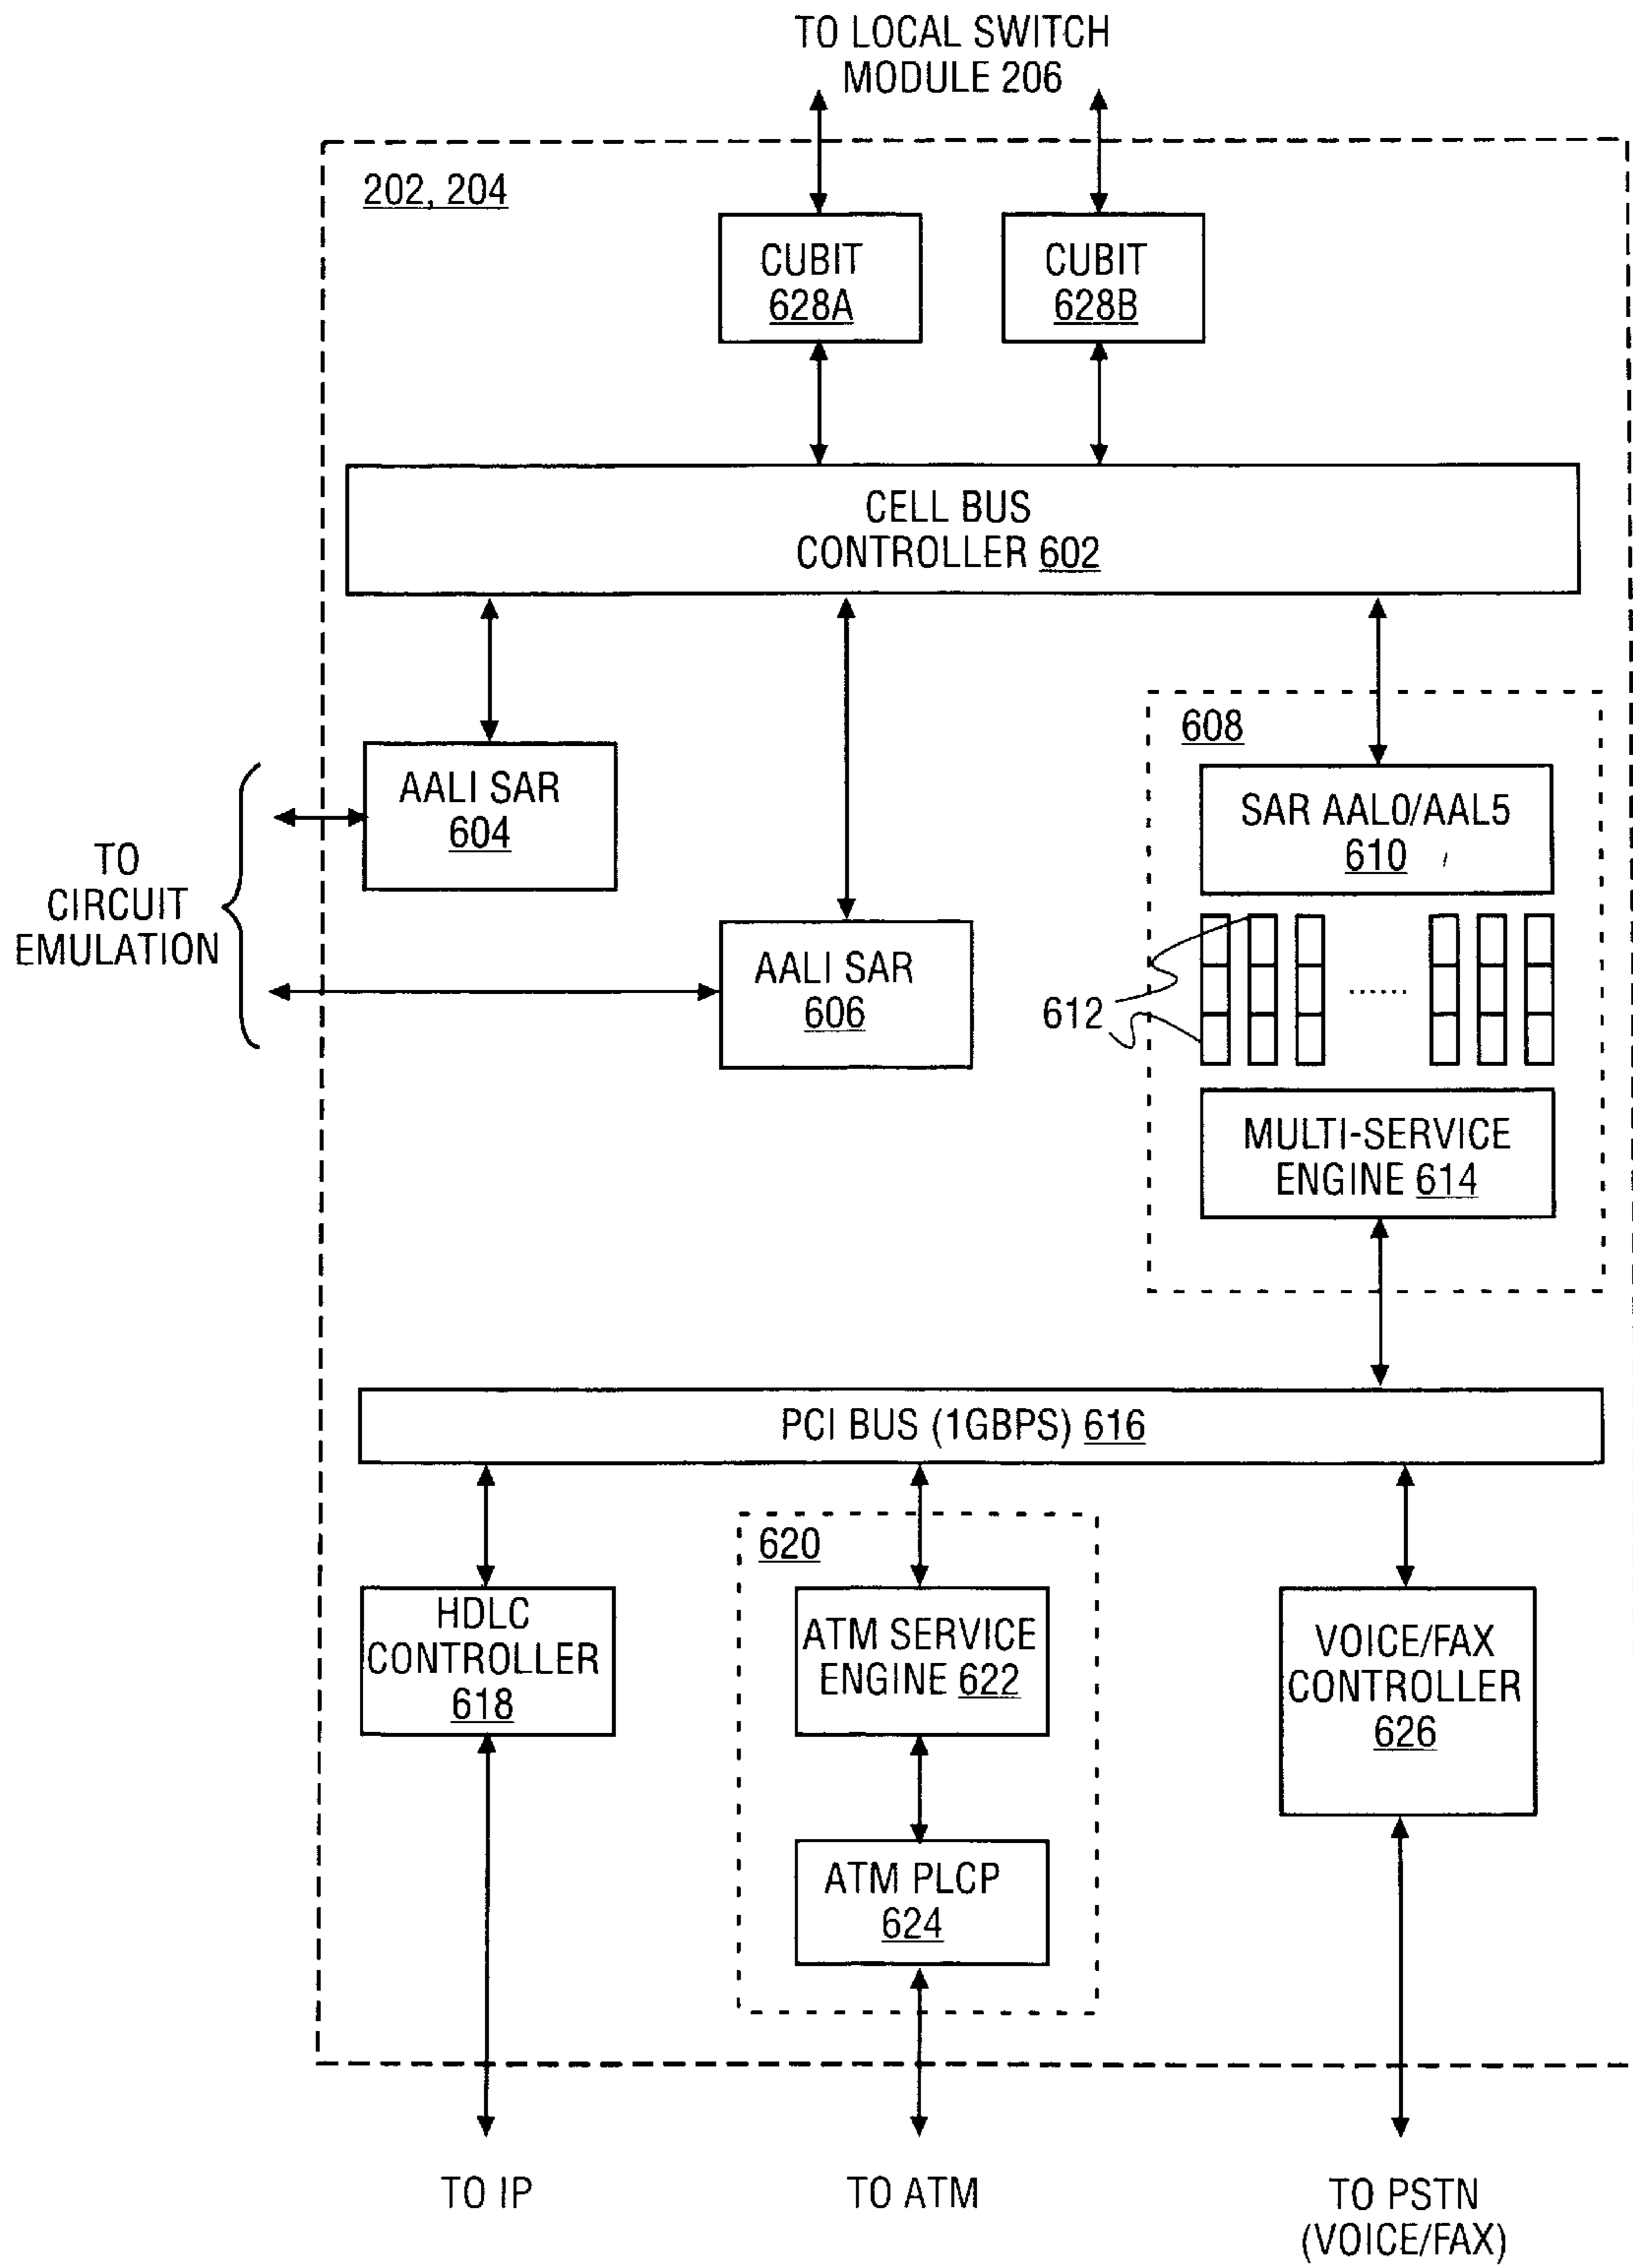 TO LOCAL SWITCH
MODULE 206
202, 204
CUBIT
628A
CUBIT
628B
CELL BUS
CONTROLLER 602
AALI SAR
604
TO
CIRCUIT
EMULATION
AALI SAR
606
608
SAR AAL0/AAL5
610
612
......
MULTI-SERVICE
ENGINE 614
PCI BUS (1GBPS) 616
HDLC
CONTROLLER
618
620
ATM SERVICE
ENGINE 622
ATM PLCP
624
VOICE/FAX
CONTROLLER
626
TO IP
TO ATM
TO PSTN
(VOICE/FAX)